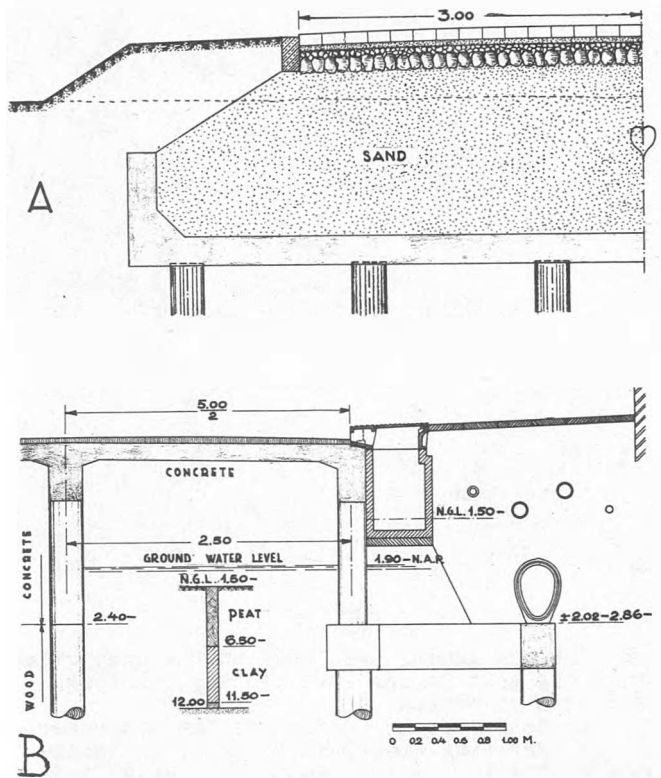 3.00
SAND
A
5.00
2
CONCRETE
N.G.L. 1.50-
2.50
GROUND WATER LEVEL
1.90-N.A.P.
N.G.L. 1.50-
CONCRETE
PEAT
2.40-
±2.02-2.86-
6.50-
WOOD
CLAY
11.50-
12.00
B
0 0.2 0.4 0.6 0.8 1.00 M.